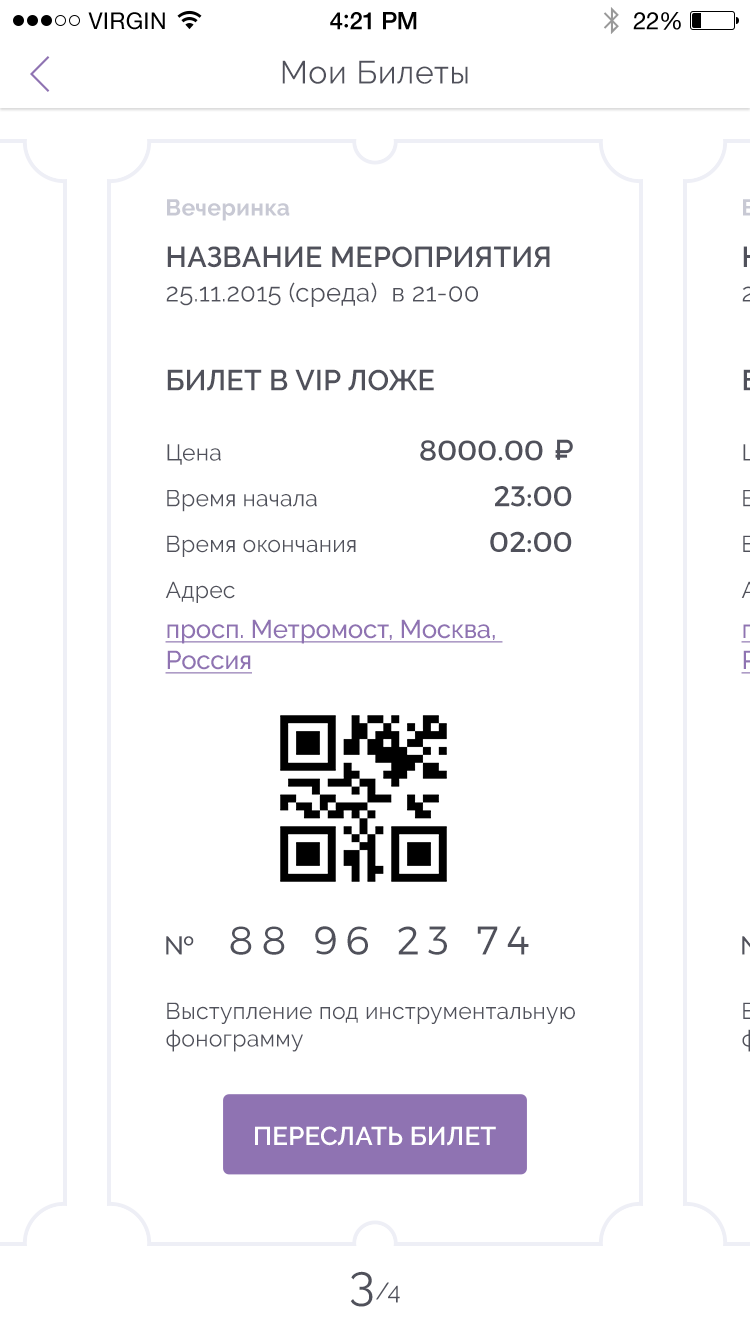 VIRGIN 4:21 PM 22%
Мои Билеты
Вечеринка
НАЗВАНИЕ МЕРОПРИЯТИЯ
25.11.2015 (среда) в 21-00
БИЛЕТ В VIP ЛОЖЕ
Цена 8000.00 ₽
Время начала 23:00
Время окончания 02:00
Адрес
просп. Метромост, Москва,
Россия
№ 88 96 23 74
Выступление под инструментальную
фонограмму
ПЕРЕСЛАТЬ БИЛЕТ
3/4